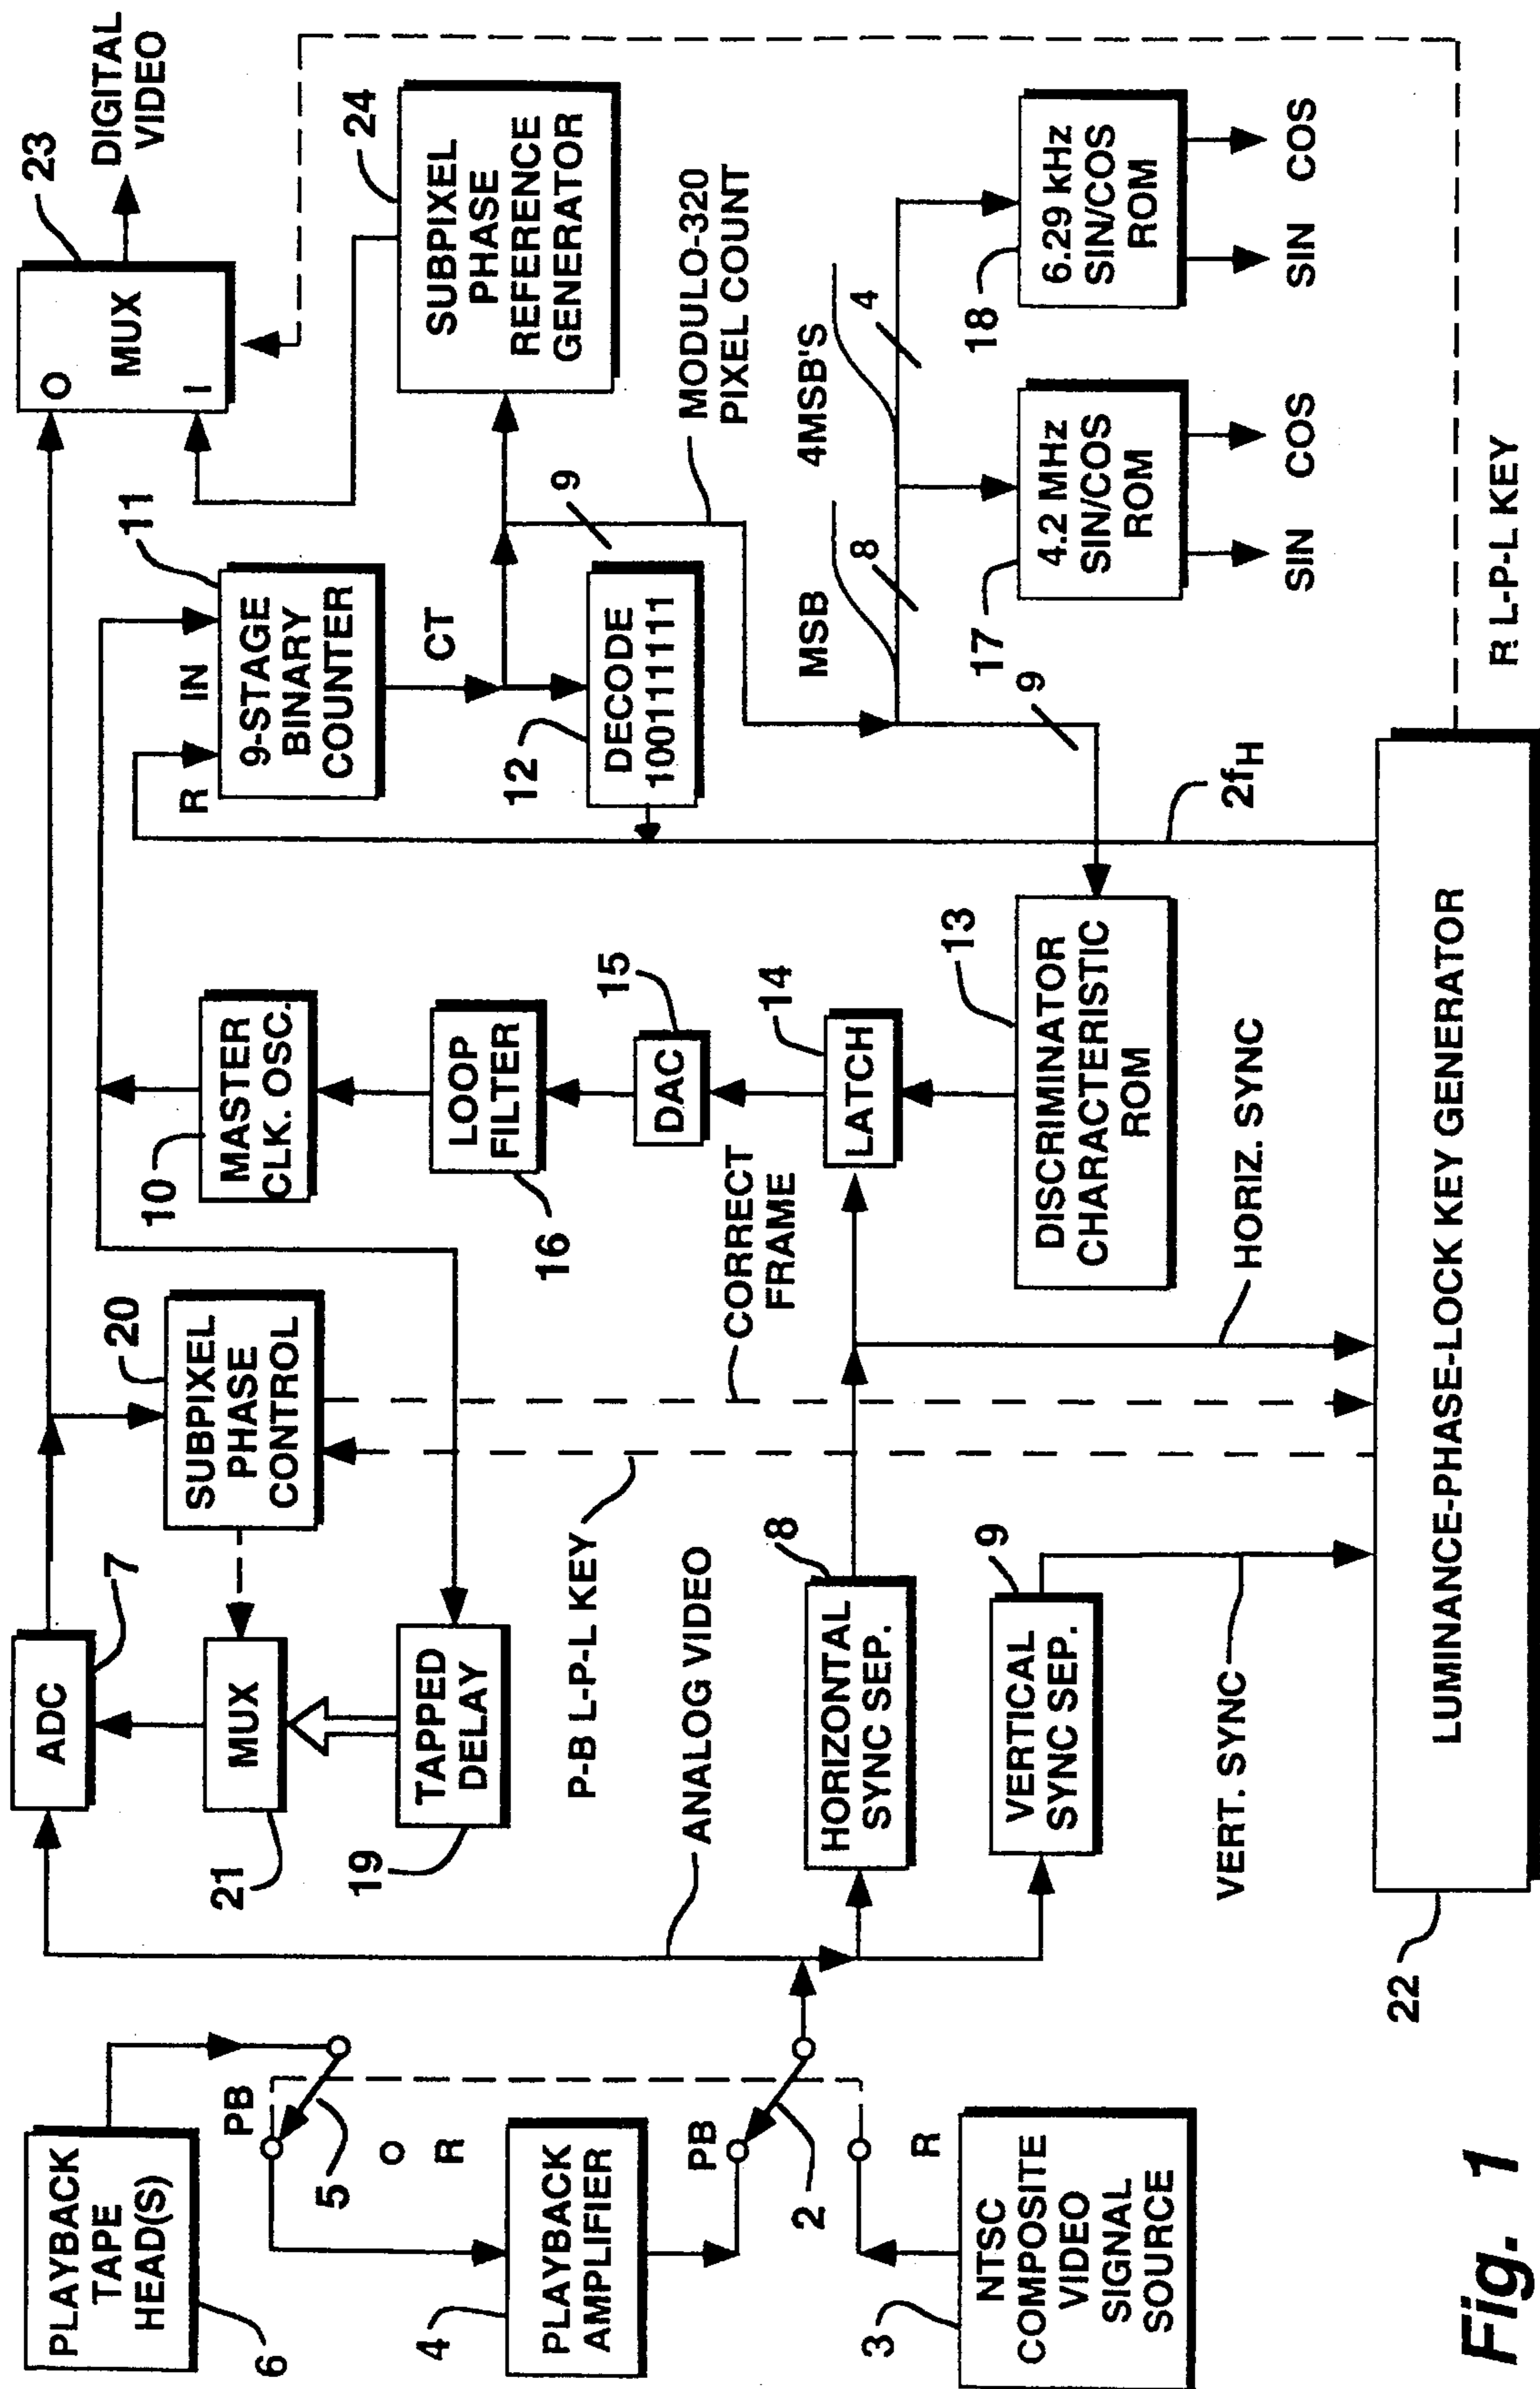 PLAYBACK
TAPE
HEAD(S)
6
PB
5
R
PLAYBACK
AMPLIFIER
4
PB
2
R
NTSC
COMPOSITE
VIDEO
SIGNAL
SOURCE
3
ADC
7
MUX
21
TAPPED
DELAY
19
SUBPIXEL
PHASE
CONTROL
20
P-B L-P-L KEY
ANALOG VIDEO
HORIZONTAL
SYNC SEP.
8
VERTICAL
SYNC SEP.
9
VERT. SYNC
CORRECT
FRAME
HORIZ. SYNC
MASTER
CLK. OSC.
10
LOOP
FILTER
16
DAC
15
LATCH
14
DISCRIMINATOR
CHARACTERISTIC
ROM
13
R IN
9-STAGE
BINARY
COUNTER
11
CT
DECODE
100111111
12
9
MODULO-320
PIXEL COUNT
MSB
8
4MSB'S
4
9
2fH
4.2 MHz
SIN/COS
ROM
17
SIN COS
6.29 kHz
SIN/COS
ROM
18
SIN COS
O
MUX
I
23
DIGITAL
VIDEO
SUBPIXEL
PHASE
REFERENCE
GENERATOR
24
R L-P-L KEY
LUMINANCE-PHASE-LOCK KEY GENERATOR
22
Fig. 1